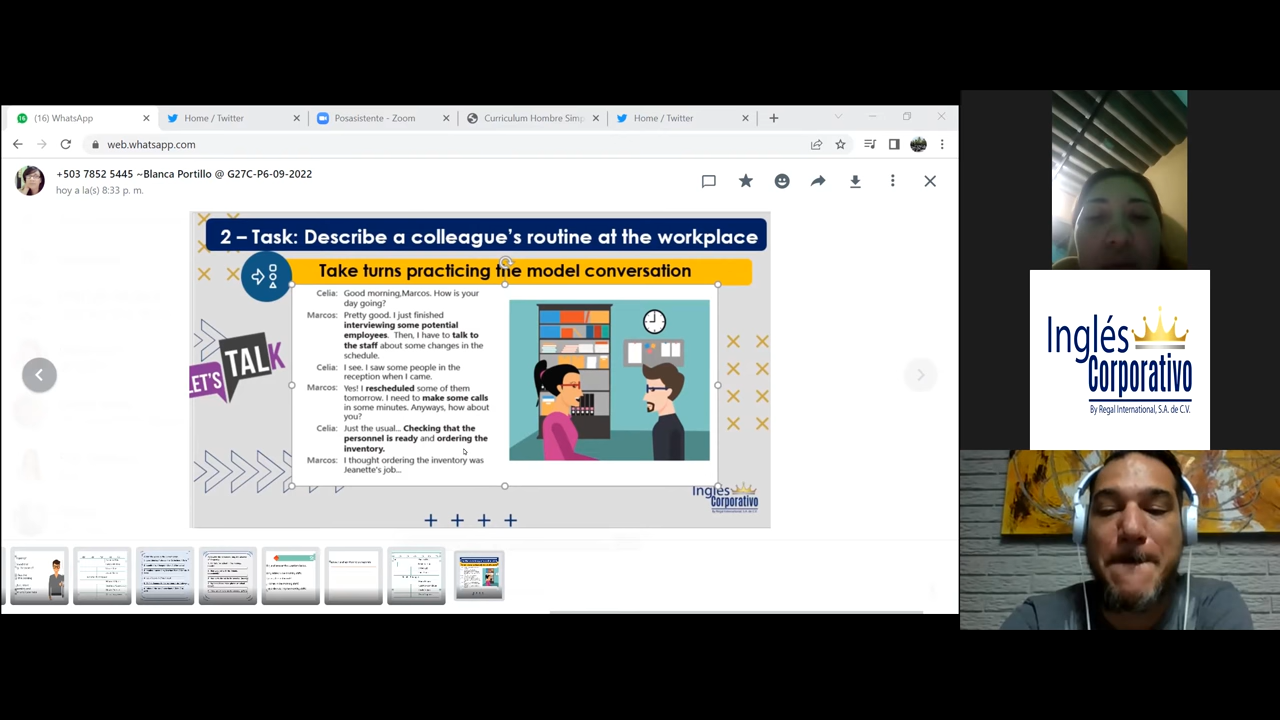 (16) WhatsApp
Home / Twitter
Posasistente - Zoom
Curriculum Hombre Simp
Home / Twitter
web.whatsapp.com
+503 7852 5445 ~Blanca Portillo @ G27C-P6-09-2022
hoy a la(s) 8:33 p. m.
2 – Task: Describe a colleague's routine at the workplace
Take turns practicing the model conversation
LET'S TALK
Celia: Good morning,Marcos. How is your
day going?
Marcos: Pretty good. I just finished
interviewing some potential
employees. Then, I have to talk to
the staff about some changes in the
schedule.
Celia: I see. I saw some people in the
reception when I came.
Marcos: Yes! I rescheduled some of them
tomorrow. I need to make some calls
in some minutes. Anyways, how about
you?
Celia: Just the usual... Checking that the
personnel is ready and ordering the
inventory.
Marcos: I thought ordering the inventory was
Jeanette's job...
Inglés
Corporativo
By Regal International, S.A. de C.V.
Inglés
Corporativo
By Regal International, S.A. de C.V.